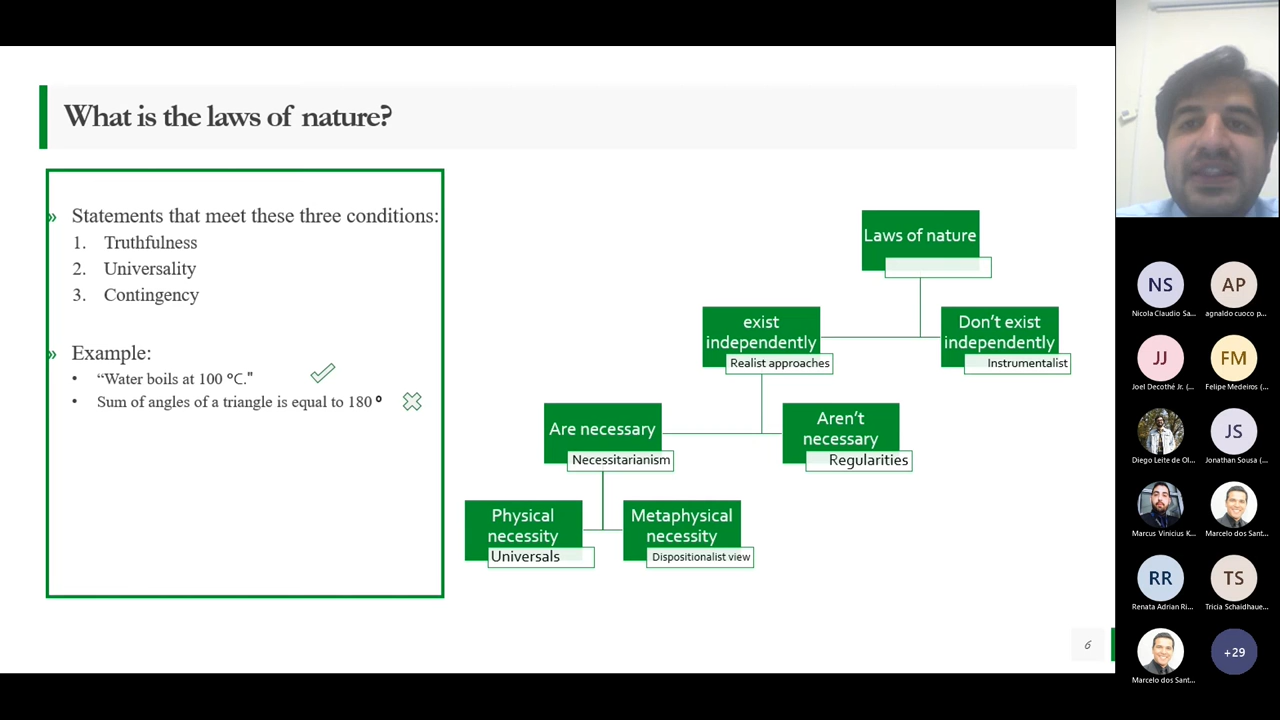 What is the laws of nature?
» Statements that meet these three conditions:
1. Truthfulness
2. Universality
3. Contingency
» Example:
• “Water boils at 100 ℃."
• Sum of angles of a triangle is equal to 180°
Laws of nature
exist
independently
Realist approaches
Don’t exist
independently
Instrumentalist
Are necessary
Necessitarianism
Aren’t
necessary
Regularities
Physical
necessity
Universals
Metaphysical
necessity
Dispositionalist view
6
NS
Nicola Claudio Sa...
AP
agnaldo cuoco p...
JJ
Joel Decothé Jr. (...
FM
Felipe Medeiros (...
Diego Leite de Ol...
JS
Jonathan Sousa (...
Marcus Vinicius K...
Marcelo dos Sant...
RR
Renata Adrian Ri...
TS
Tricia Schaidhaue...
Marcelo dos Sant...
+29